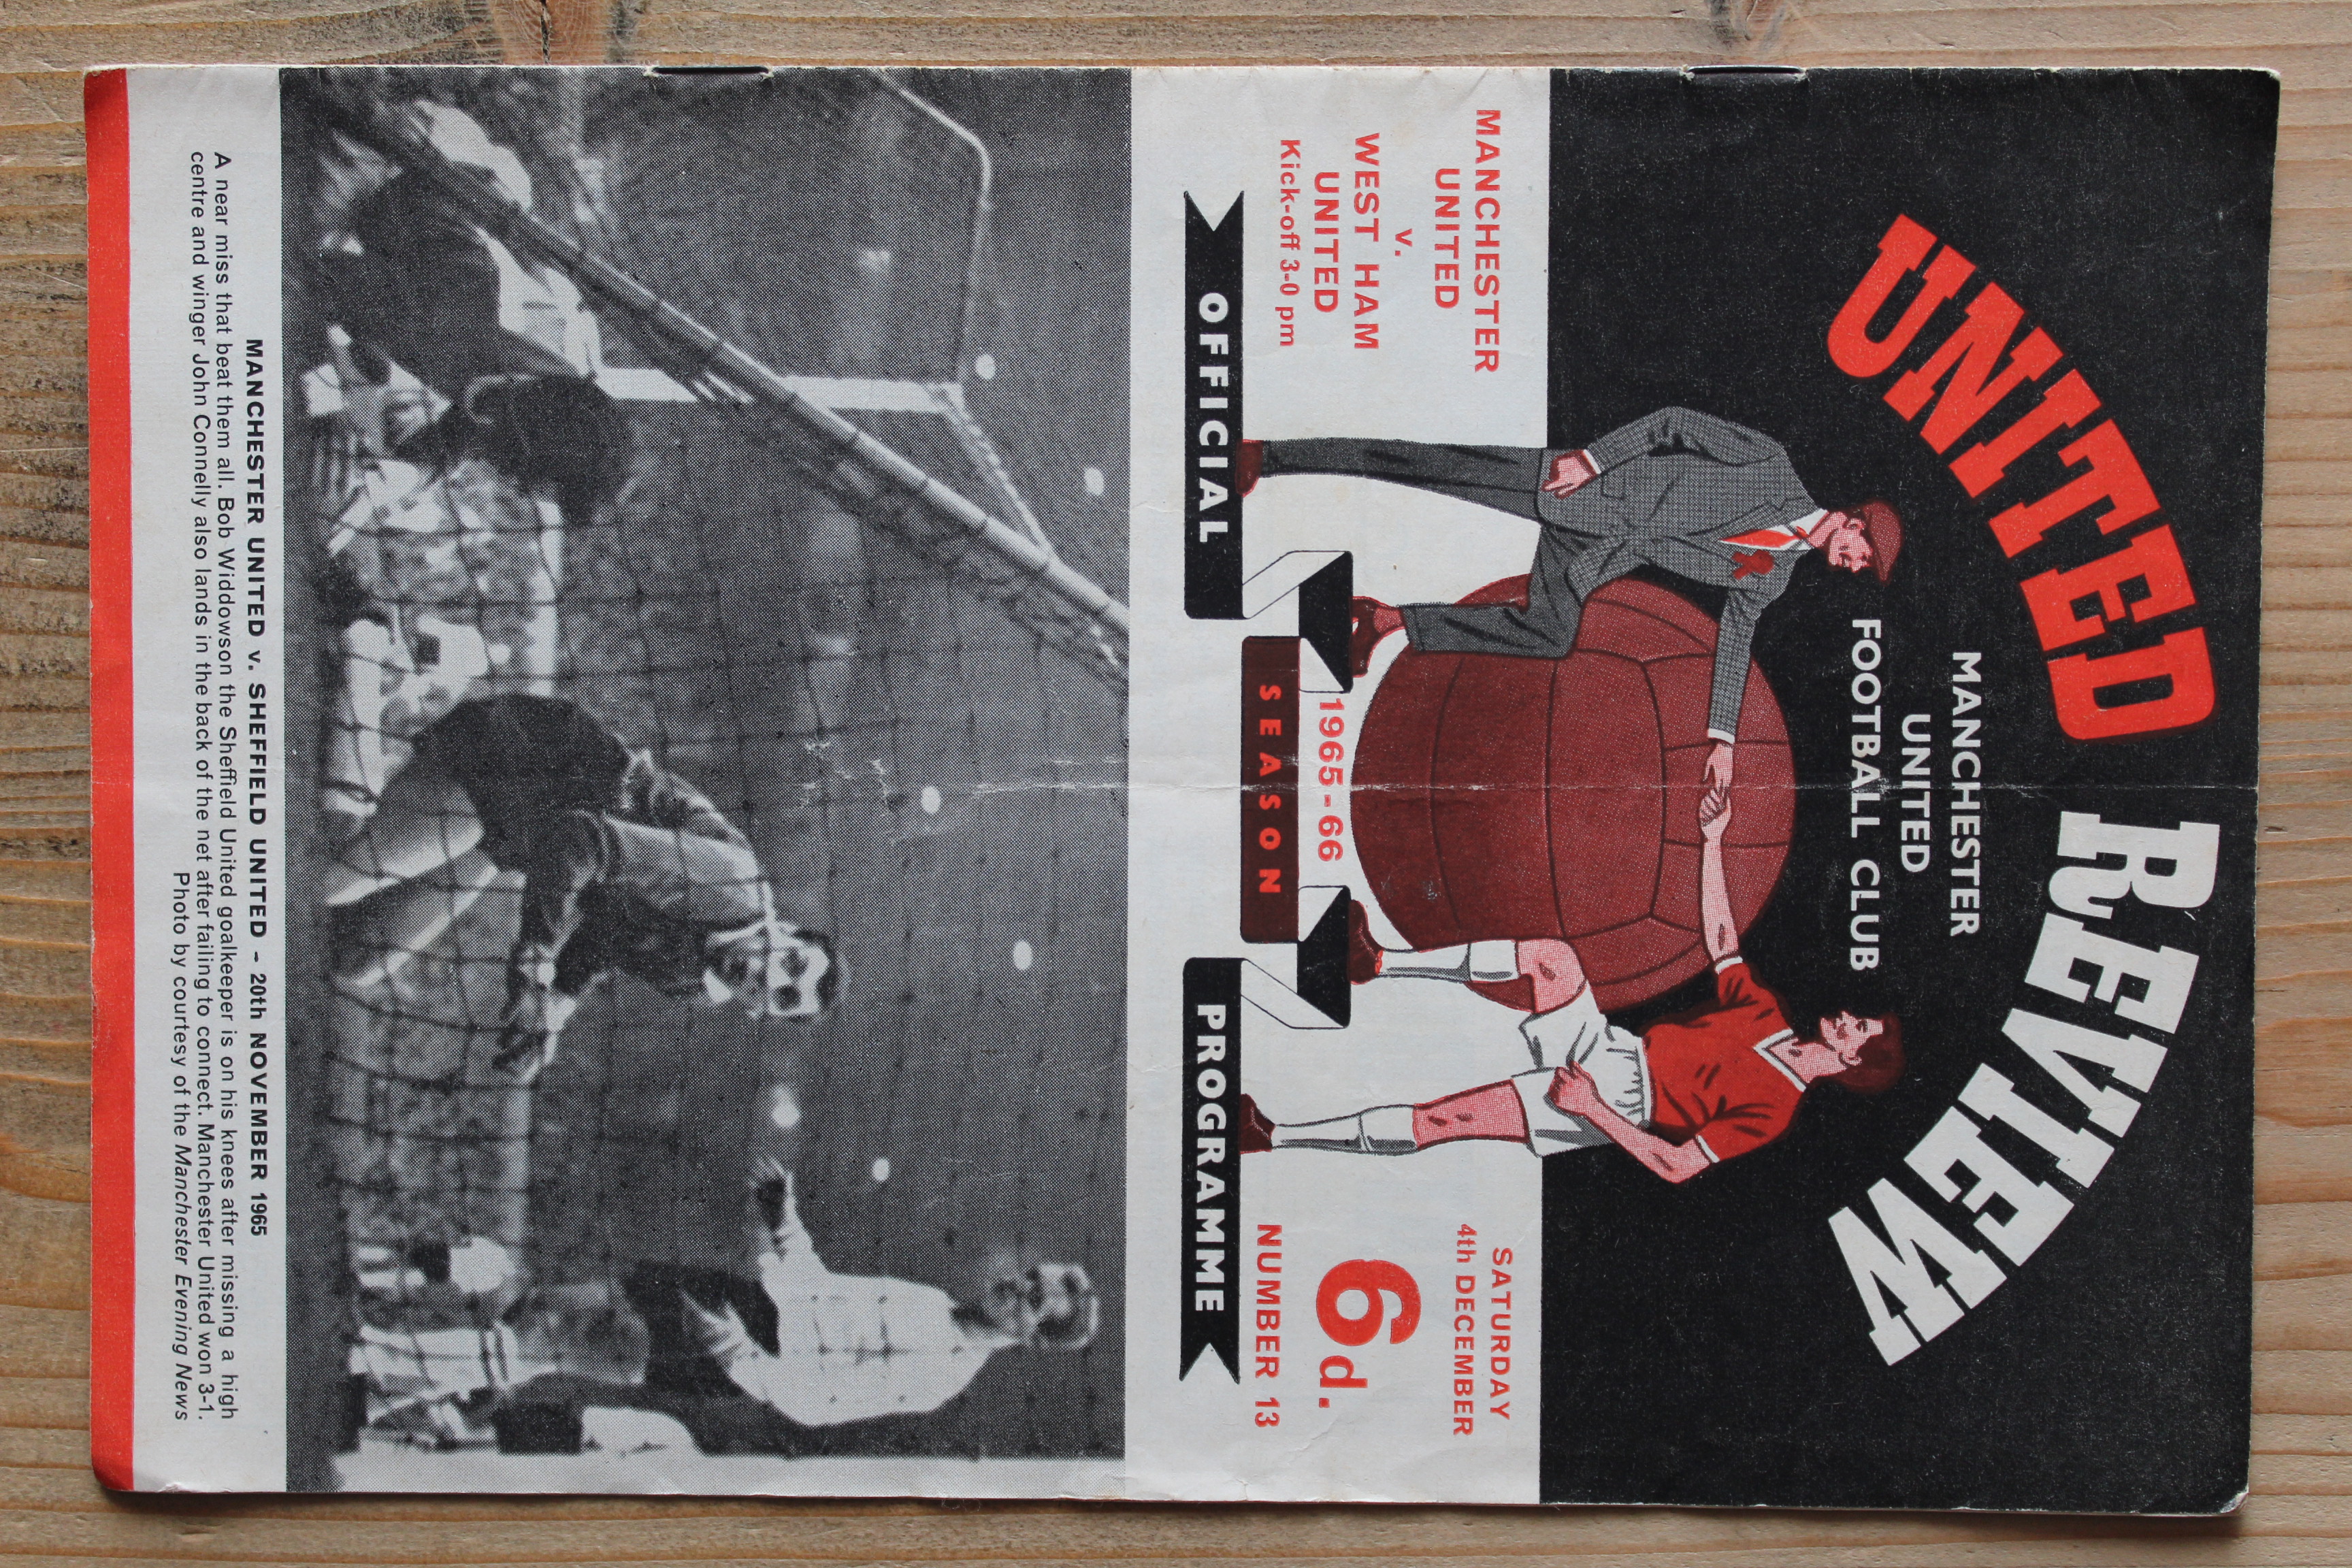 UNITED REVIEW
MANCHESTER
UNITED
FOOTBALL CLUB
MANCHESTER
UNITED
v.
WEST HAM
UNITED
Kick-off 3-0 pm
SATURDAY
4th DECEMBER
6d.
NUMBER 13
1965-66
SEASON
OFFICIAL
PROGRAMME
MANCHESTER UNITED v. SHEFFIELD UNITED - 20th NOVEMBER 1965
A near miss that beat them all. Bob Widdowson the Sheffield United goalkeeper is on his knees after missing a high
centre and winger John Connelly also lands in the back of the net after failing to connect. Manchester United won 3-1.
Photo by courtesy of the Manchester Evening News